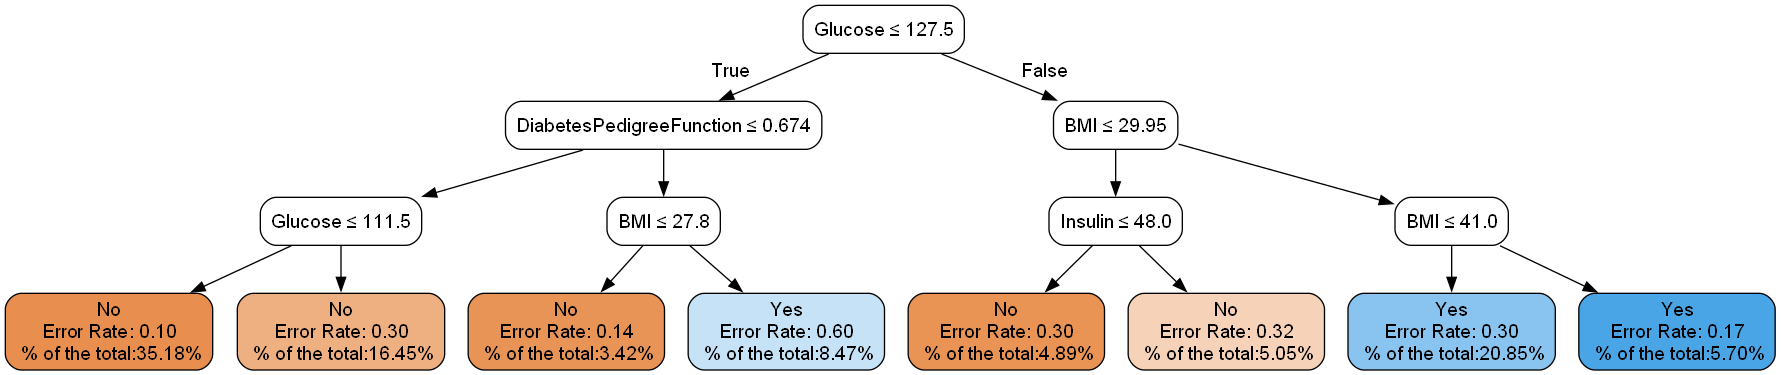 Glucose ≤ 127.5
True
False
DiabetesPedigreeFunction ≤ 0.674
BMI ≤ 29.95
Glucose ≤ 111.5
BMI ≤ 27.8
Insulin ≤ 48.0
BMI ≤ 41.0
No
Error Rate: 0.10
% of the total:35.18%
No
Error Rate: 0.30
% of the total:16.45%
No
Error Rate: 0.14
% of the total:3.42%
Yes
Error Rate: 0.60
% of the total:8.47%
No
Error Rate: 0.30
% of the total:4.89%
No
Error Rate: 0.32
% of the total:5.05%
Yes
Error Rate: 0.30
% of the total:20.85%
Yes
Error Rate: 0.17
% of the total:5.70%